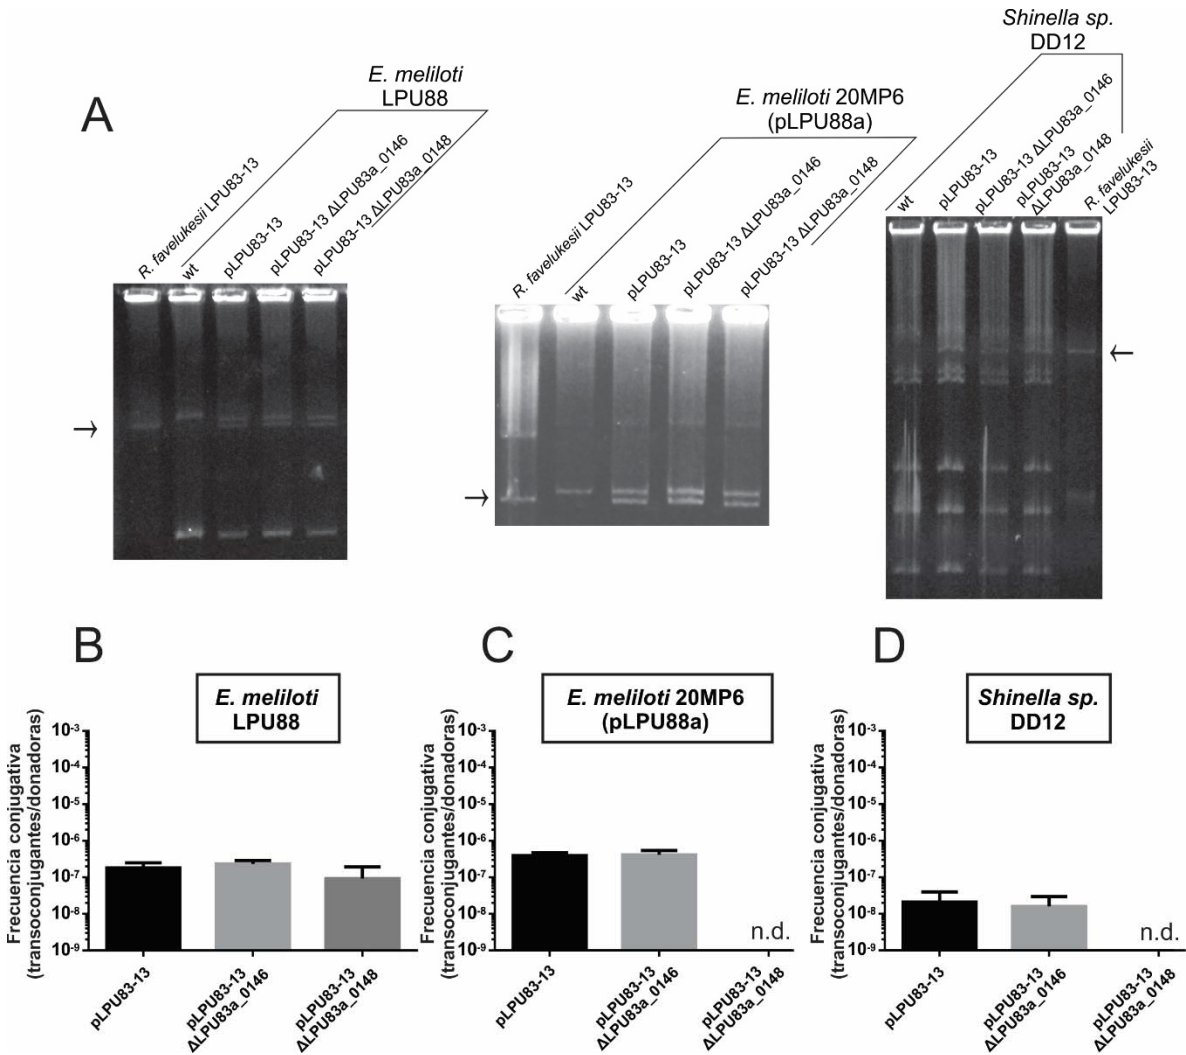 A
E. meliloti
LPU88
R. favelukesii LPU83-13
wt
pLPU83-13
pLPU83-13 ΔLPU83a_0146
pLPU83-13 ΔLPU83a_0148
→
E. meliloti 20MP6
(pLPU88a)
R. favelukesii LPU83-13
wt
pLPU83-13
pLPU83-13 ΔLPU83a_0146
pLPU83-13 ΔLPU83a_0148
→
Shinella sp.
DD12
wt
pLPU83-13
pLPU83-13 ΔLPU83a_0146
pLPU83-13
ΔLPU83a_0148
R. favelukesii
LPU83-13
←
B
E. meliloti
LPU88
Frecuencia conjugativa
(transoconjugantes/donadoras)
10-3
10-4
10-5
10-6
10-7
10-8
10-9
pLPU83-13
pLPU83-13
ΔLPU83a_0146
pLPU83-13
ΔLPU83a_0148
C
E. meliloti 20MP6
(pLPU88a)
Frecuencia conjugativa
(transoconjugantes/donadoras)
10-3
10-4
10-5
10-6
10-7
10-8
10-9
n.d.
pLPU83-13
pLPU83-13
ΔLPU83a_0146
pLPU83-13
ΔLPU83a_0148
D
Shinella sp.
DD12
Frecuencia conjugativa
(transoconjugantes/donadoras)
10-3
10-4
10-5
10-6
10-7
10-8
10-9
n.d.
pLPU83-13
pLPU83-13
ΔLPU83a_0146
pLPU83-13
ΔLPU83a_0148